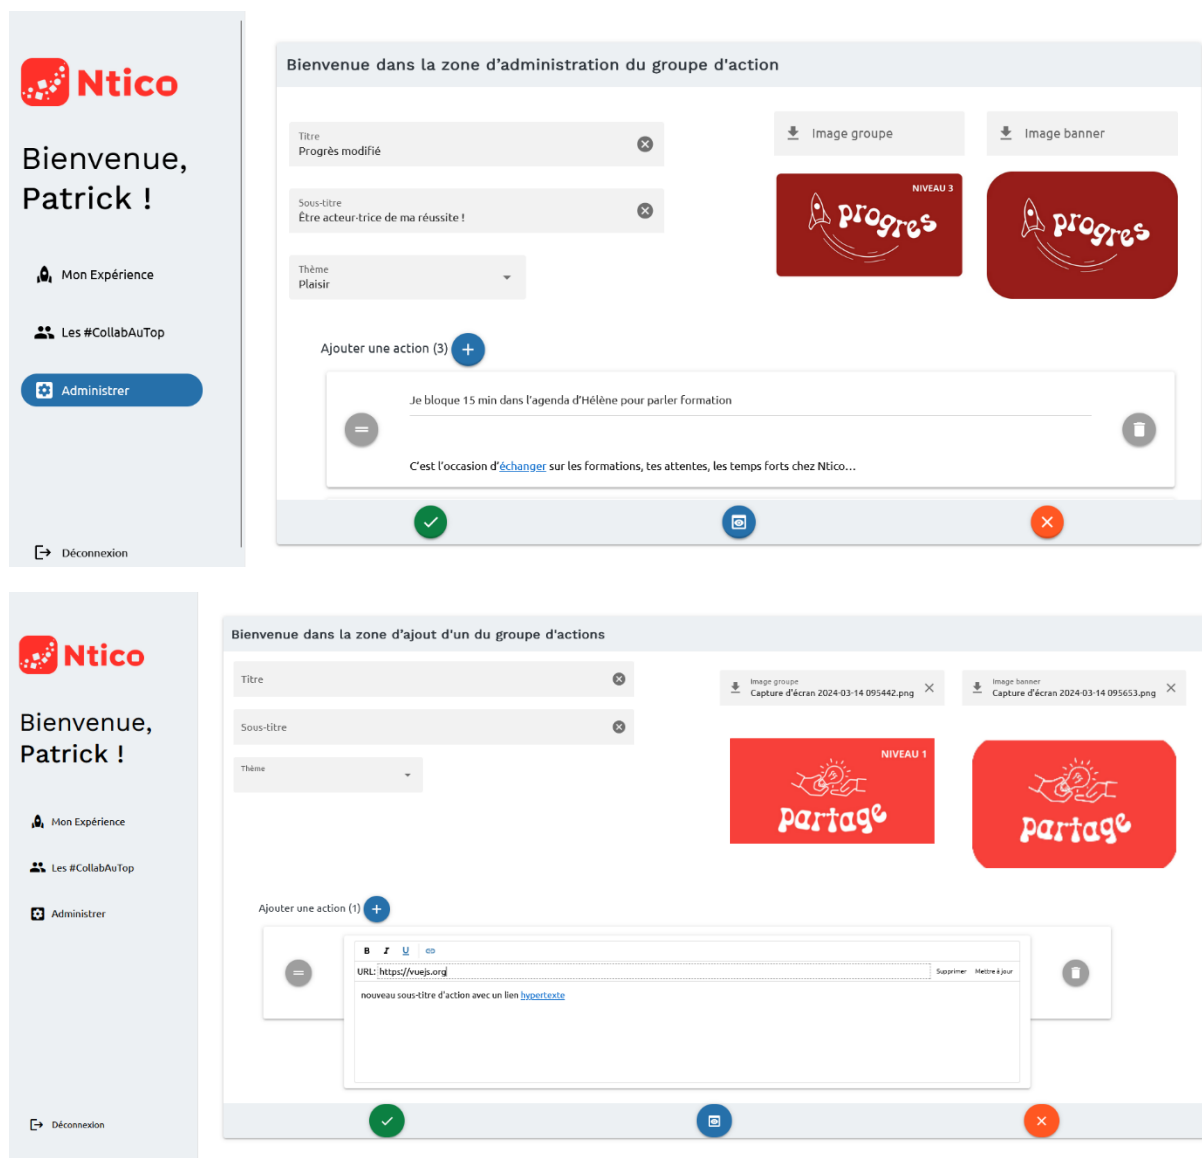 Ntico
Bienvenue,
Patrick !
Mon Expérience
Les #CollabAuTop
Administrer
Déconnexion
Bienvenue dans la zone d’administration du groupe d'action
Titre
Progrès modifié
Sous-titre
Être acteur·trice de ma réussite !
Thème
Plaisir
Image groupe
Image banner
NIVEAU 3
progres
progres
Ajouter une action (3)
Je bloque 15 min dans l'agenda d'Hélène pour parler formation
C'est l'occasion d'échanger sur les formations, tes attentes, les temps forts chez Ntico…
Ntico
Bienvenue,
Patrick !
Mon Expérience
Les #CollabAuTop
Administrer
Déconnexion
Bienvenue dans la zone d’ajout d'un du groupe d'actions
Titre
Sous-titre
Thème
Image groupe
Capture d'écran 2024-03-14 095442.png
Image banner
Capture d'écran 2024-03-14 095653.png
NIVEAU 1
partage
partage
Ajouter une action (1)
B I U
URL: https://vuejs.org Supprimer Mettre à jour
nouveau sous-titre d'action avec un lien hypertexte